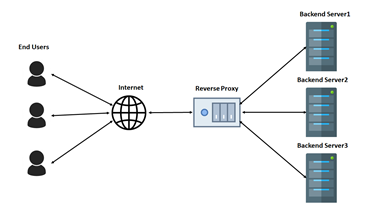 Backend Server1
End Users
Internet
Reverse Proxy
Backend Server2
Backend Server3